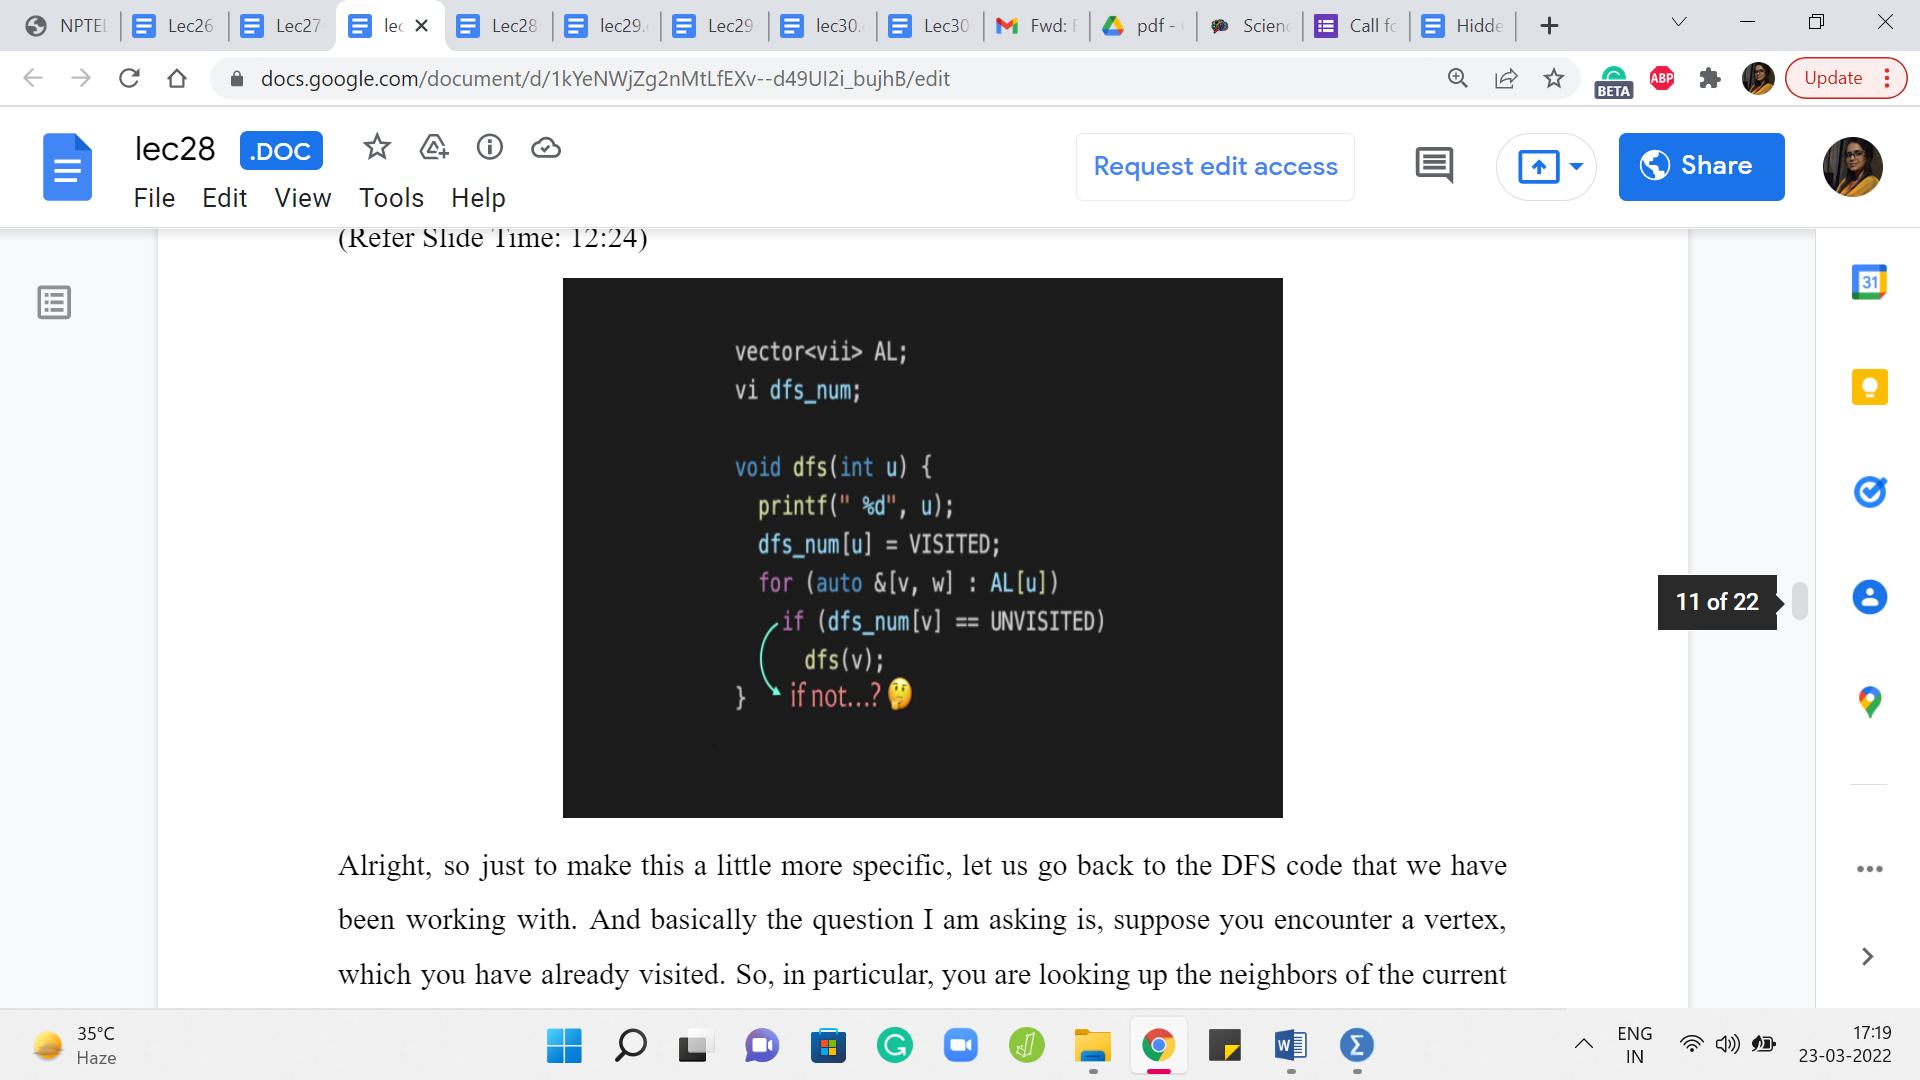 NPTEL
Lec26
Lec27
lec
Lec28
lec29.
Lec29
lec30.
Lec30
Fwd: F
pdf -
Scienc
Call fo
Hidde
docs.google.com/document/d/1kYeNWjZg2nMtLfEXv--d49UI2i_bujhB/edit
BETA
ABP
Update
lec28 .DOC
File Edit View Tools Help
Request edit access
Share
(Refer Slide Time: 12:24)
vector<vii> AL;
vi dfs_num;
void dfs(int u) {
printf(" %d", u);
dfs_num[u] = VISITED;
for (auto &[v, w] : AL[u])
if (dfs_num[v] == UNVISITED)
dfs(v);
} if not...? 🤔
11 of 22
31
Alright, so just to make this a little more specific, let us go back to the DFS code that we have
been working with. And basically the question I am asking is, suppose you encounter a vertex,
which you have already visited. So, in particular, you are looking up the neighbors of the current
35°C
Haze
ENG
IN
17:19
23-03-2022